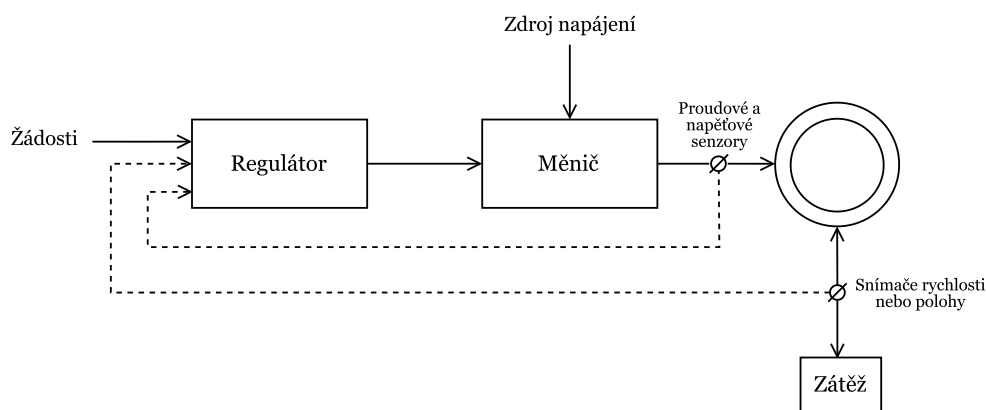 Zdroj napájení
Proudové a
napěťové
senzory
Žádosti
Regulátor
Měnič
Snímače rychlosti
nebo polohy
Zátěž